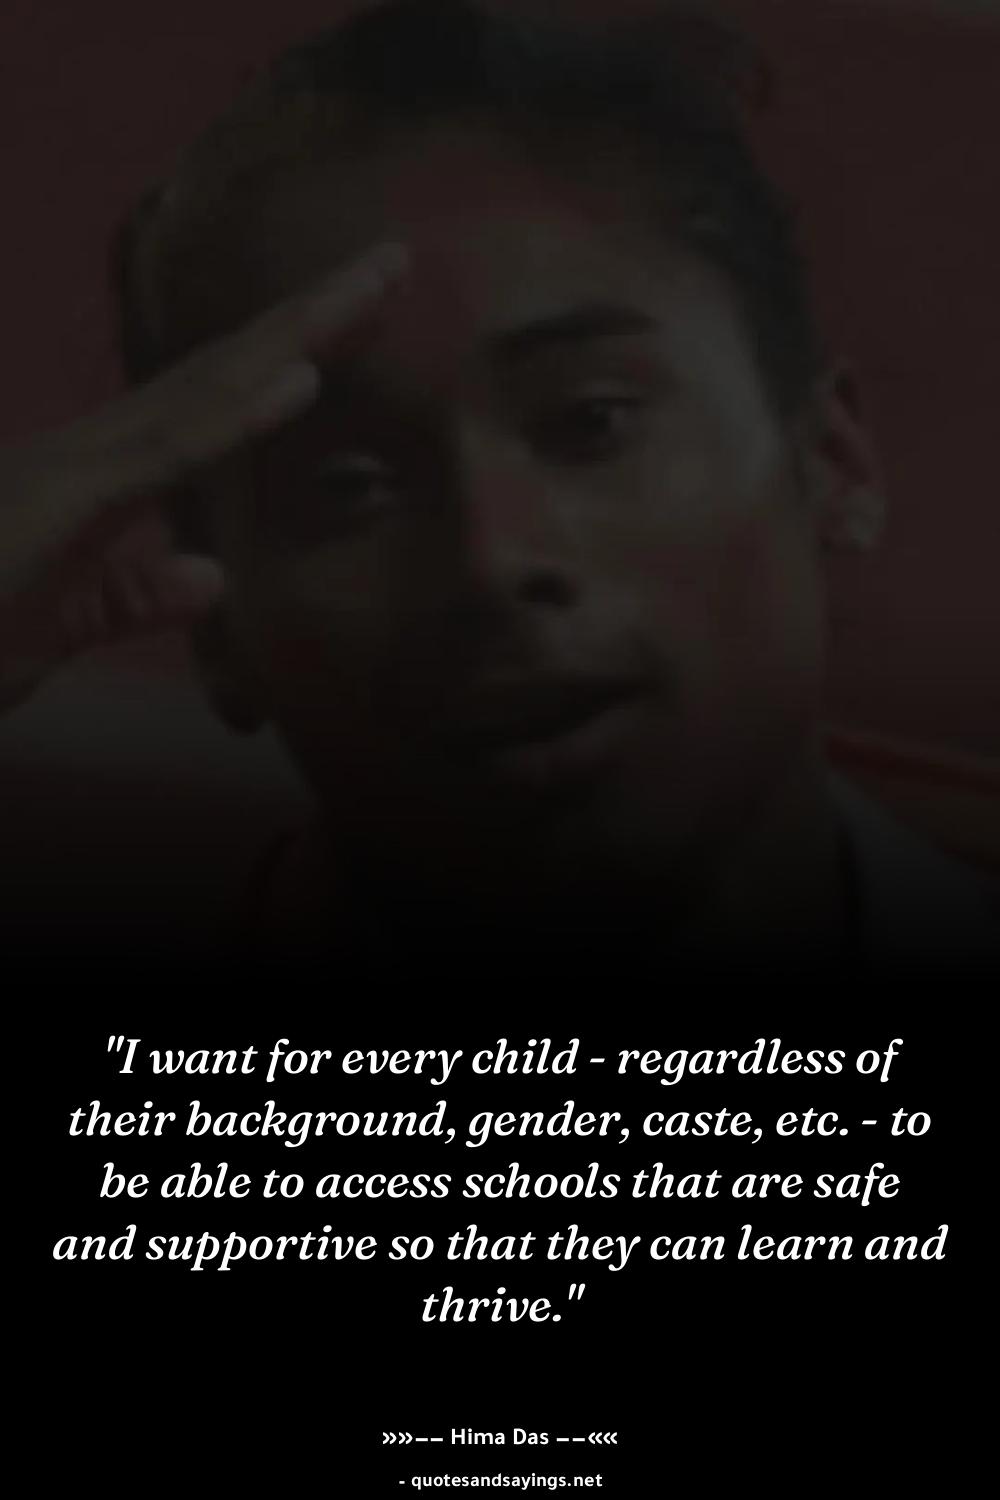 "I want for every child - regardless of
their background, gender, caste, etc. - to
be able to access schools that are safe
and supportive so that they can learn and
thrive."
»»−− Hima Das −−««
- quotesandsayings.net